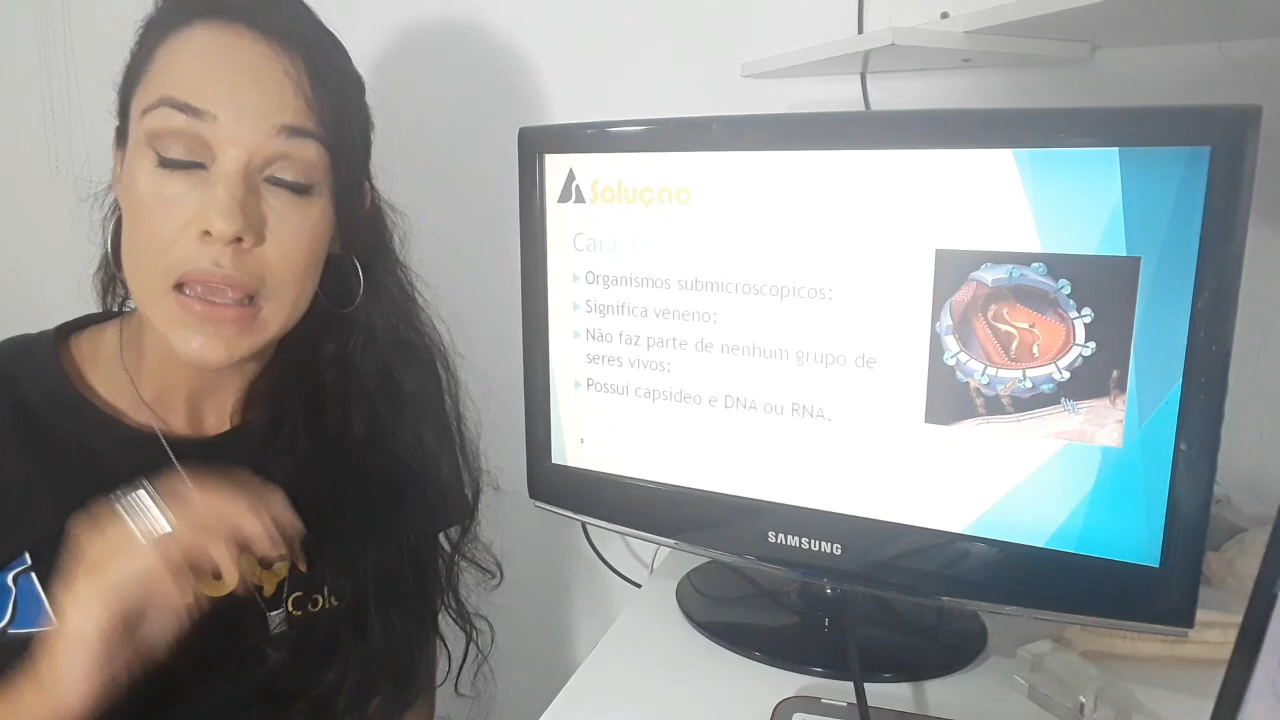 Solução
Organismos submicroscopicos;
Significa veneno;
Não faz parte de nenhum grupo de
seres vivos;
Possui capsideo e DNA ou RNA.
3
SAMSUNG